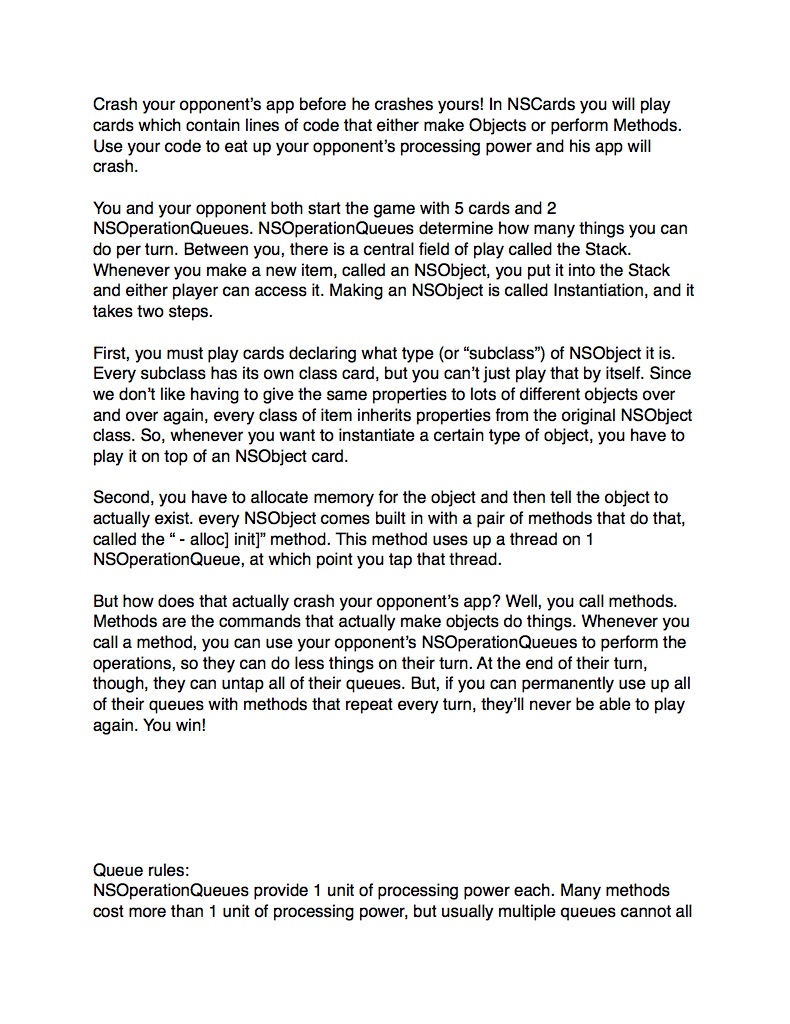 Crash your opponent’s app before he crashes yours! In NSCards you will play
cards which contain lines of code that either make Objects or perform Methods.
Use your code to eat up your opponent’s processing power and his app will
crash.
You and your opponent both start the game with 5 cards and 2
NSOperationQueues. NSOperationQueues determine how many things you can
do per turn. Between you, there is a central field of play called the Stack.
Whenever you make a new item, called an NSObject, you put it into the Stack
and either player can access it. Making an NSObject is called Instantiation, and it
takes two steps.
First, you must play cards declaring what type (or “subclass”) of NSObject it is.
Every subclass has its own class card, but you can’t just play that by itself. Since
we don’t like having to give the same properties to lots of different objects over
and over again, every class of item inherits properties from the original NSObject
class. So, whenever you want to instantiate a certain type of object, you have to
play it on top of an NSObject card.
Second, you have to allocate memory for the object and then tell the object to
actually exist. every NSObject comes built in with a pair of methods that do that,
called the “ - alloc] init]” method. This method uses up a thread on 1
NSOperationQueue, at which point you tap that thread.
But how does that actually crash your opponent’s app? Well, you call methods.
Methods are the commands that actually make objects do things. Whenever you
call a method, you can use your opponent’s NSOperationQueues to perform the
operations, so they can do less things on their turn. At the end of their turn,
though, they can untap all of their queues. But, if you can permanently use up all
of their queues with methods that repeat every turn, they’ll never be able to play
again. You win!
Queue rules:
NSOperationQueues provide 1 unit of processing power each. Many methods
cost more than 1 unit of processing power, but usually multiple queues cannot all